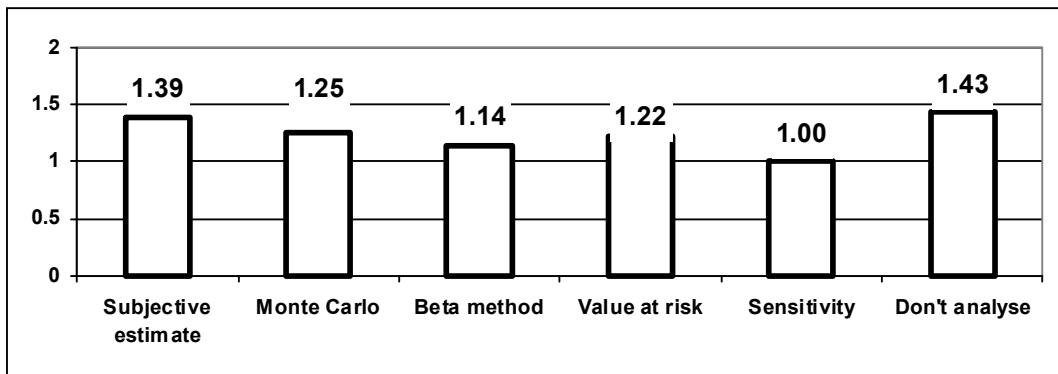 2
1.5
1
0.5
0
1.39
1.25
1.14
1.22
1.00
1.43
Subjective
estimate
Monte Carlo
Beta method
Value at risk
Sensitivity
Don't analyse